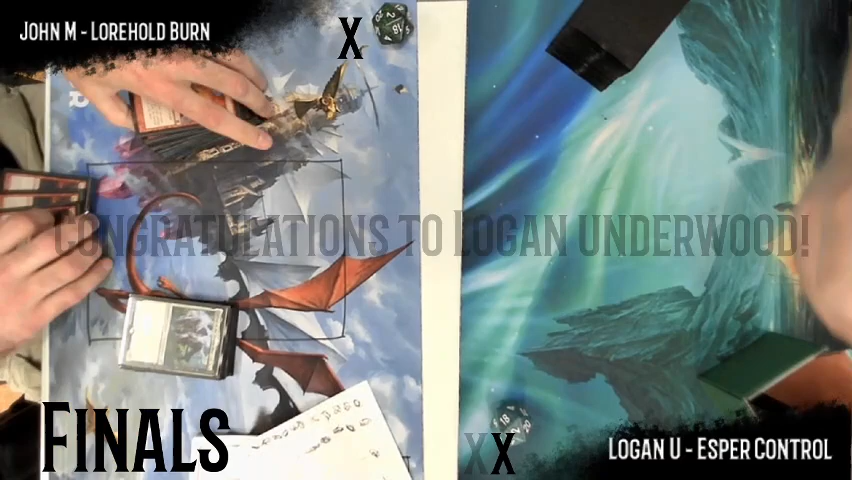 John M - Lorehold Burn
X
Congratulations to Logan Underwood!
Finals
XX
Logan U - Esper Control